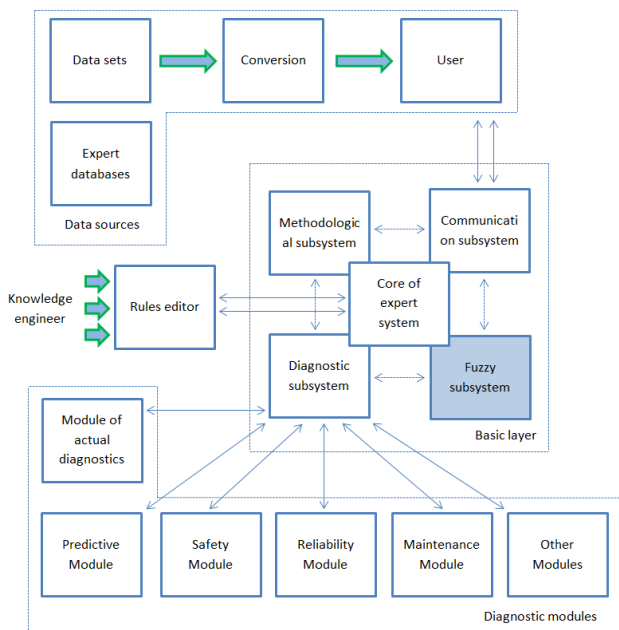 Data sets
Conversion
User
Expert
databases
Data sources
Methodologic
al subsystem
Communicati
on subsystem
Core of
expert
system
Knowledge
engineer
Rules editor
Diagnostic
subsystem
Fuzzy
subsystem
Basic layer
Module of
actual
diagnostics
Predictive
Module
Safety
Module
Reliability
Module
Maintenance
Module
Other
Modules
Diagnostic modules